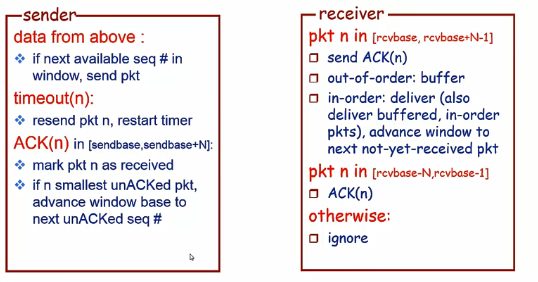 sender
data from above :
if next available seq # in
window, send pkt
timeout(n):
resend pkt n, restart timer
ACK(n) in [sendbase,sendbase+N]:
mark pkt n as received
if n smallest unACKed pkt,
advance window base to
next unACKed seq #
receiver
pkt n in [rcvbase, rcvbase+N-1]
send ACK(n)
out-of-order: buffer
in-order: deliver (also
deliver buffered, in-order
pkts), advance window to
next not-yet-received pkt
pkt n in [rcvbase-N,rcvbase-1]
ACK(n)
otherwise:
ignore